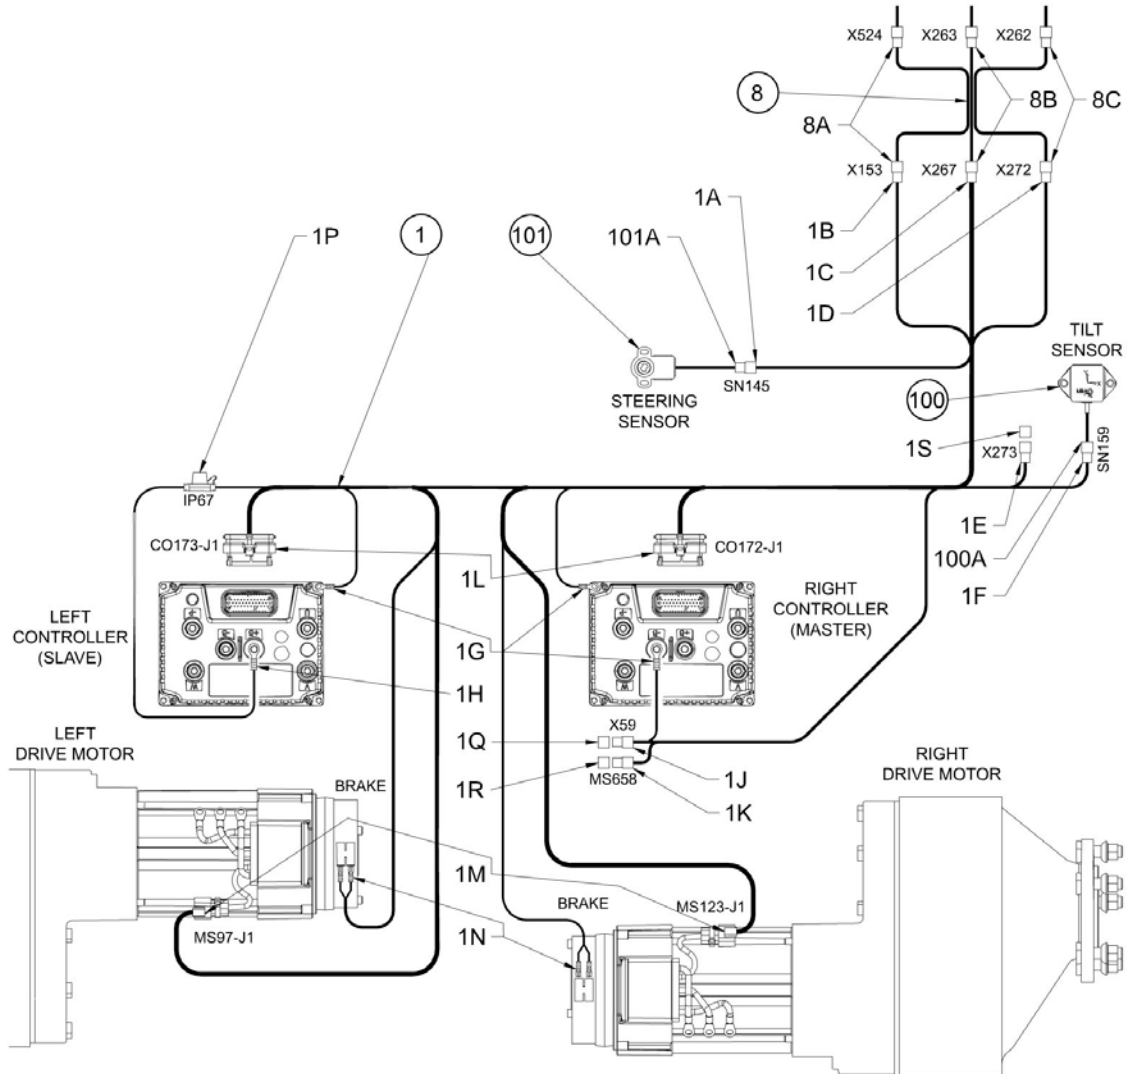 X524
X263
X262
8
8A
8B
8C
X153
X267
X272
1A
1B
1P
1
101
101A
1C
1D
TILT
SENSOR
SN145
STEERING
SENSOR
100
1S
X273
SN159
IP67
1E
CO173-J1
CO172-J1
100A
1L
1F
LEFT
CONTROLLER
(SLAVE)
RIGHT
CONTROLLER
(MASTER)
1G
1H
X59
1Q
1J
MS658
1R
1K
LEFT
DRIVE MOTOR
RIGHT
DRIVE MOTOR
BRAKE
1M
MS123-J1
BRAKE
MS97-J1
1N